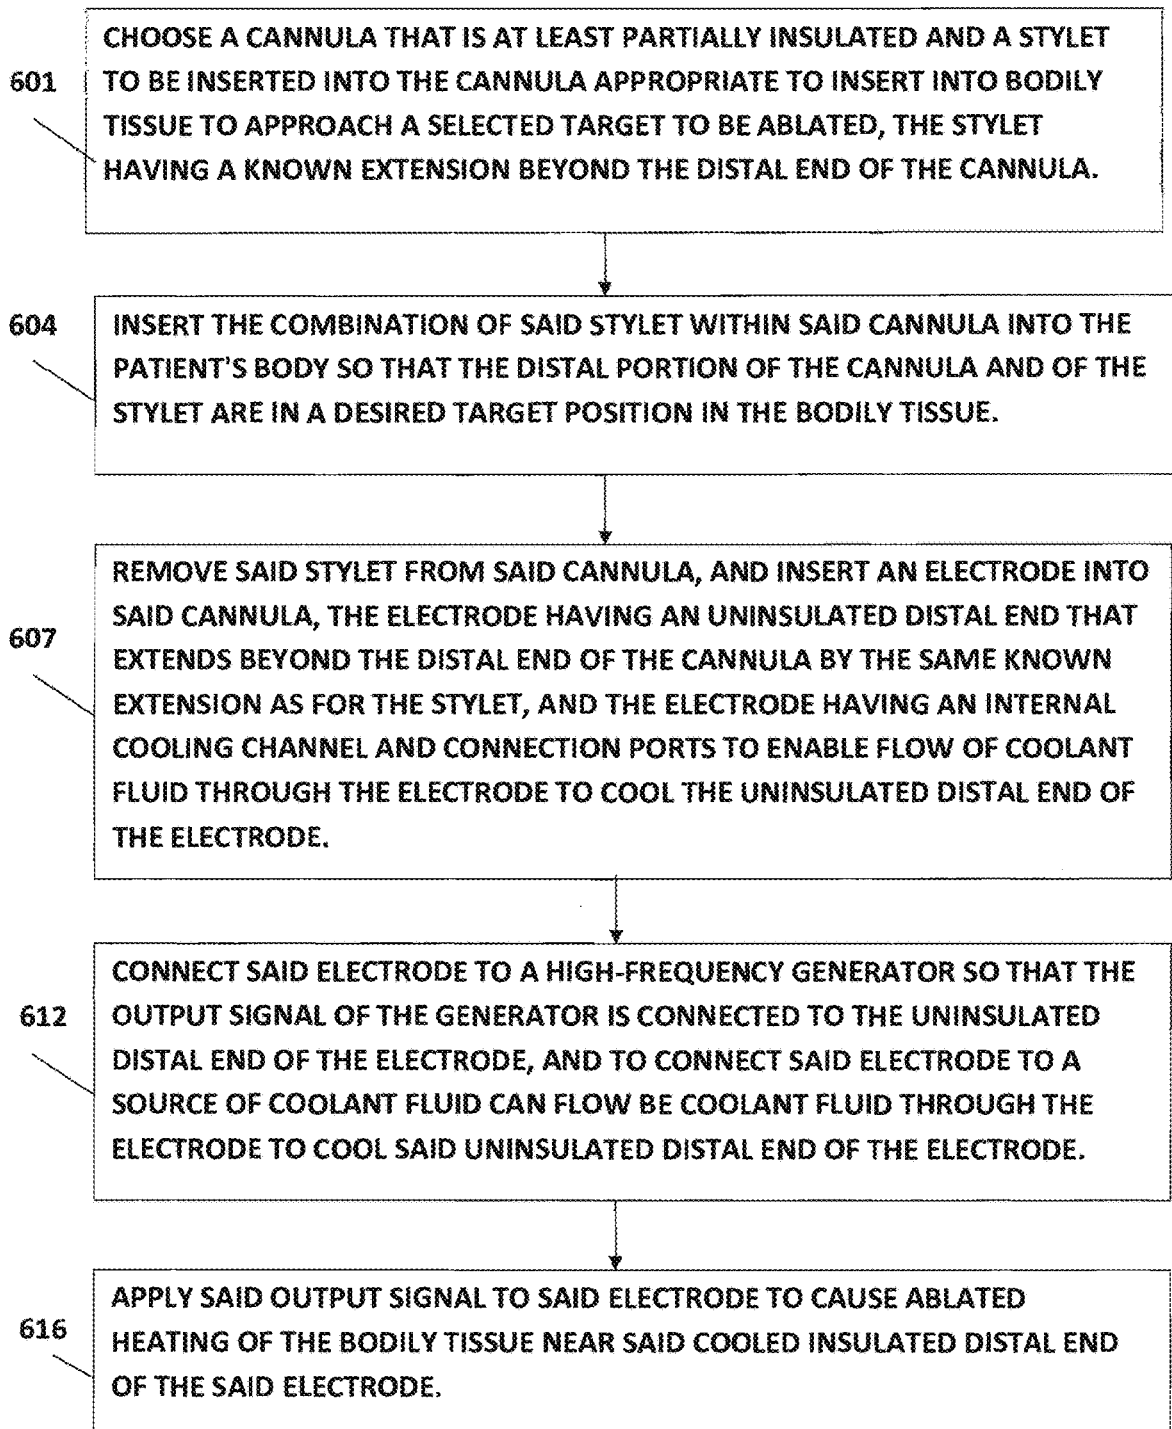 601
CHOOSE A CANNULA THAT IS AT LEAST PARTIALLY INSULATED AND A STYLET
TO BE INSERTED INTO THE CANNULA APPROPRIATE TO INSERT INTO BODILY
TISSUE TO APPROACH A SELECTED TARGET TO BE ABLATED, THE STYLET
HAVING A KNOWN EXTENSION BEYOND THE DISTAL END OF THE CANNULA.
604
INSERT THE COMBINATION OF SAID STYLET WITHIN SAID CANNULA INTO THE
PATIENT'S BODY SO THAT THE DISTAL PORTION OF THE CANNULA AND OF THE
STYLET ARE IN A DESIRED TARGET POSITION IN THE BODILY TISSUE.
607
REMOVE SAID STYLET FROM SAID CANNULA, AND INSERT AN ELECTRODE INTO
SAID CANNULA, THE ELECTRODE HAVING AN UNINSULATED DISTAL END THAT
EXTENDS BEYOND THE DISTAL END OF THE CANNULA BY THE SAME KNOWN
EXTENSION AS FOR THE STYLET, AND THE ELECTRODE HAVING AN INTERNAL
COOLING CHANNEL AND CONNECTION PORTS TO ENABLE FLOW OF COOLANT
FLUID THROUGH THE ELECTRODE TO COOL THE UNINSULATED DISTAL END OF
THE ELECTRODE.
612
CONNECT SAID ELECTRODE TO A HIGH-FREQUENCY GENERATOR SO THAT THE
OUTPUT SIGNAL OF THE GENERATOR IS CONNECTED TO THE UNINSULATED
DISTAL END OF THE ELECTRODE, AND TO CONNECT SAID ELECTRODE TO A
SOURCE OF COOLANT FLUID CAN FLOW BE COOLANT FLUID THROUGH THE
ELECTRODE TO COOL SAID UNINSULATED DISTAL END OF THE ELECTRODE.
616
APPLY SAID OUTPUT SIGNAL TO SAID ELECTRODE TO CAUSE ABLATED
HEATING OF THE BODILY TISSUE NEAR SAID COOLED INSULATED DISTAL END
OF THE SAID ELECTRODE.